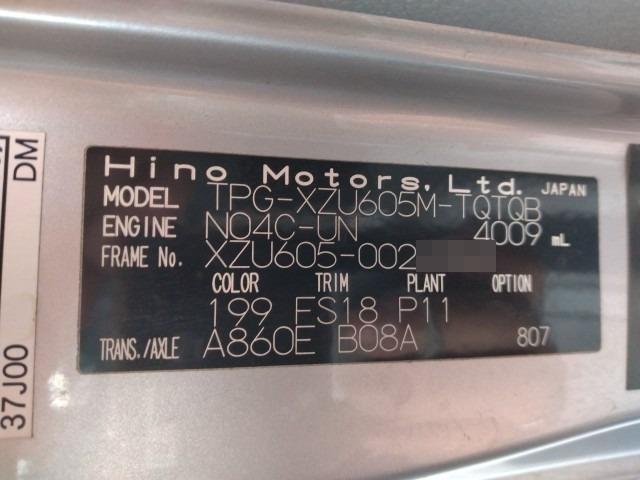 Hino Motors, Ltd. JAPAN
MODEL TPG-XZU605M-TQTQB
ENGINE N04C-UN 4009 mL
FRAME No. XZU605-002
COLOR TRIM PLANT OPTION
199 FS18 P11
TRANS./AXLE A860E B08A 807
DM
37J00